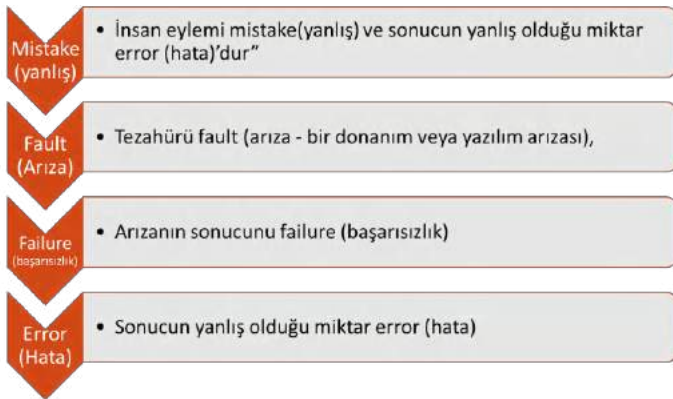 Mistake
(yanlış)
• İnsan eylemi mistake(yanlış) ve sonucun yanlış olduğu miktar
error (hata)'dur”
Fault
(Arıza)
• Tezahürü fault (arıza - bir donanım veya yazılım arızası),
Failure
(başarısızlık)
• Arızanın sonucunu failure (başarısızlık)
Error
(Hata)
• Sonucun yanlış olduğu miktar error (hata)